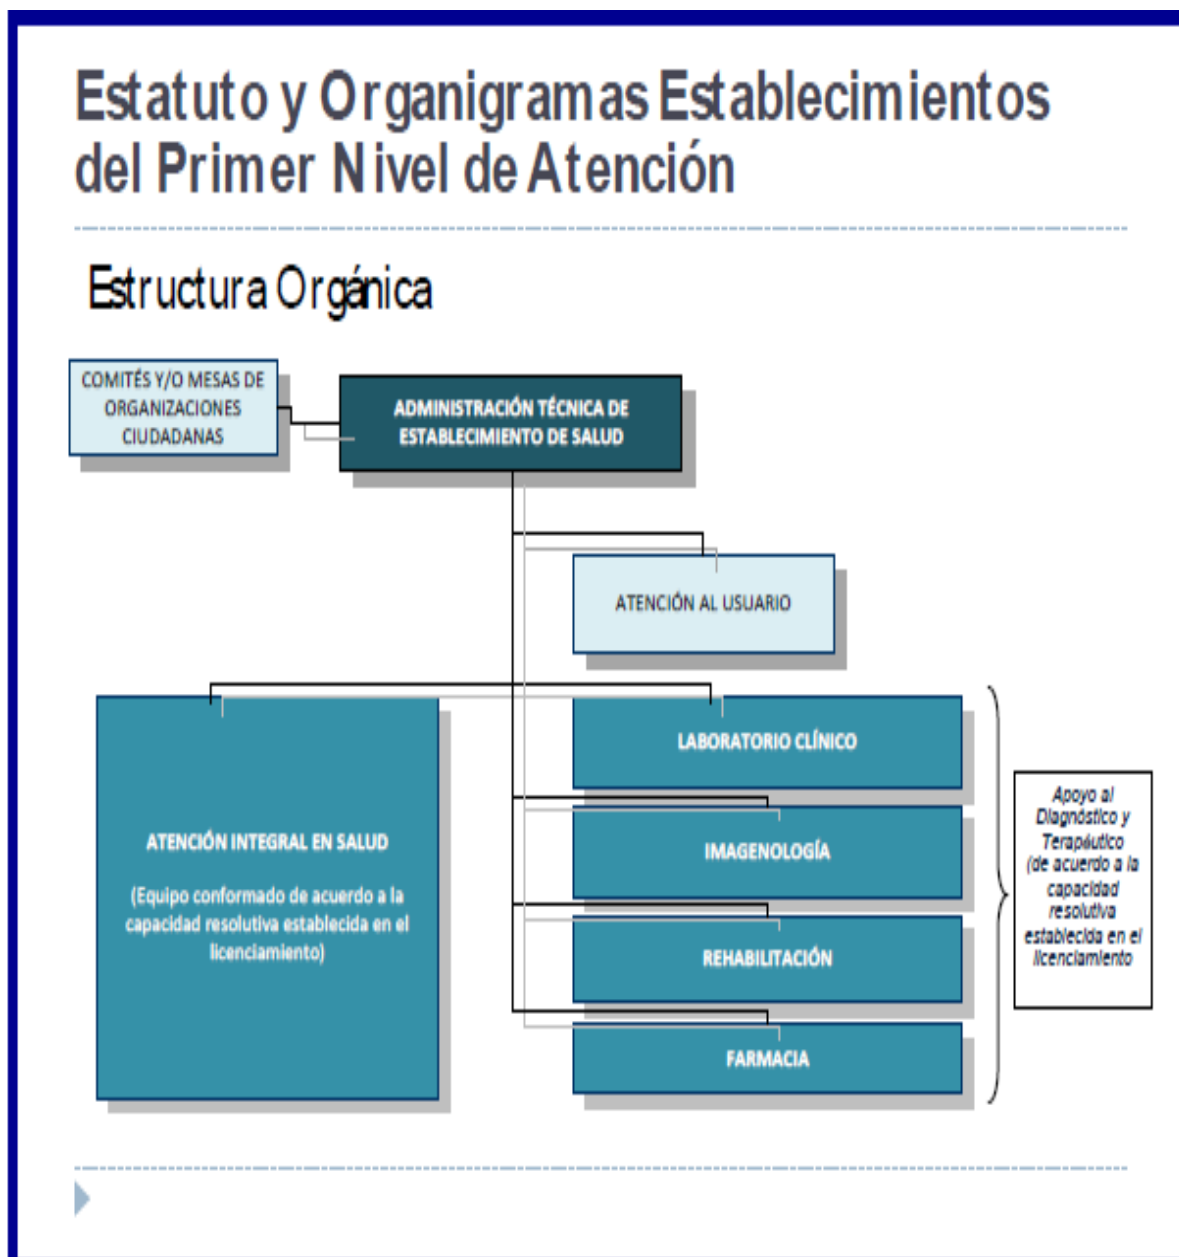 Estatuto y Organigramas Establecimientos
del Primer Nivel de Atención
Estructura Orgánica
COMITÉS Y/O MESAS DE
ORGANIZACIONES
CIUDADANAS
ADMINISTRACIÓN TÉCNICA DE
ESTABLECIMIENTO DE SALUD
ATENCIÓN AL USUARIO
ATENCIÓN INTEGRAL EN SALUD
(Equipo conformado de acuerdo a la
capacidad resolutiva establecida en el
licenciamiento)
LABORATORIO CLÍNICO
IMAGENOLOGÍA
REHABILITACIÓN
FARMACIA
Apoyo al
Diagnóstico y
Terapéutico
(de acuerdo a la
capacidad
resolutiva
establecida en el
licenciamiento